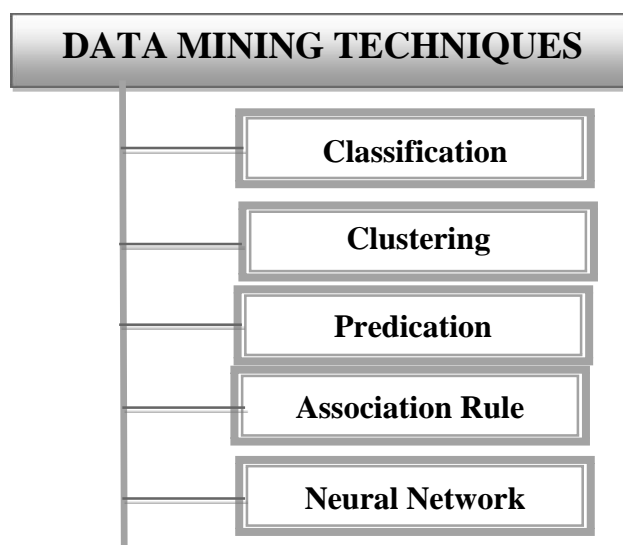 DATA MINING TECHNIQUES
Classification
Clustering
Predication
Association Rule
Neural Network